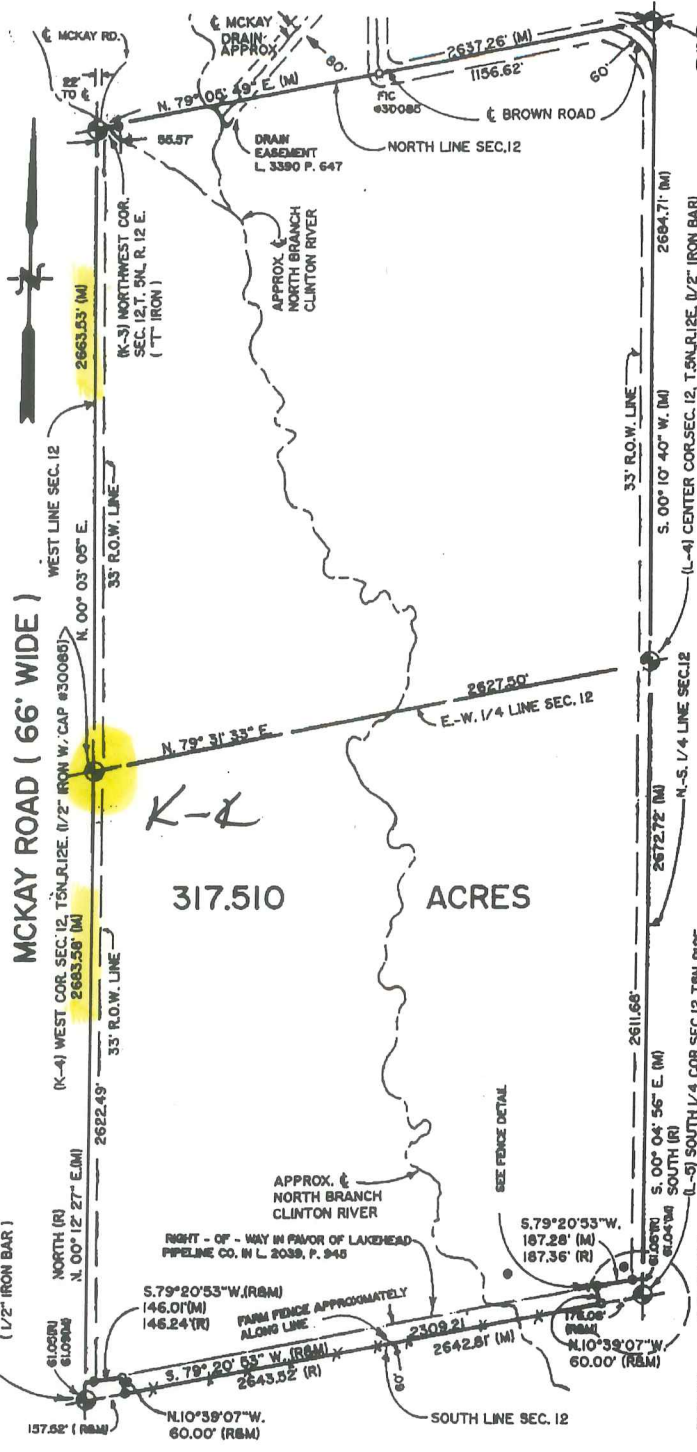 ℄ MCKAY RD.
℄ MCKAY
DRAIN
APPROX
60'
22'
TO ℄
N. 79° 05' 49" E. (M)
2637.26' (M)
1156.62'
60'
FIC
#30085
℄ BROWN ROAD
NORTH LINE SEC.12
55.57'
DRAIN
EASEMENT
L. 3390 P. 647
APPROX. ℄
NORTH BRANCH
CLINTON RIVER
(K-3) NORTHWEST COR.
SEC. 12,T. 5N., R. 12 E.
("T" IRON)
2663.53' (M)
WEST LINE SEC. 12
N. 00° 03' 05" E.
33' R.O.W. LINE
MCKAY ROAD ( 66' WIDE )
(K-4) WEST COR. SEC. 12, T.5N.,R.12E. (1/2" IRON W/ CAP #30085)
2684.71' (M)
33' R.O.W. LINE
S. 00° 10' 40" W. (M)
(L-4) CENTER COR.SEC. 12, T.5N.,R.12E. (1/2" IRON BAR)
N. 79° 31' 33" E.
2627.50'
E.-W. 1/4 LINE SEC. 12
317.510 ACRES
2683.58' (M)
33' R.O.W. LINE
2622.49'
NORTH (R)
N. 00° 12' 27" E.(M)
61.05(R)
61.09(M)
(1/2" IRON BAR)
2672.72' (M)
N.-S. 1/4 LINE SEC.12
2611.68'
S. 00° 04' 56" E. (M)
SOUTH (R)
61.05'(R)
61.04'(M)
(L-5) SOUTH 1/4 COR.SEC.12
SEE FENCE DETAIL
APPROX. ℄
NORTH BRANCH
CLINTON RIVER
RIGHT - OF - WAY IN FAVOR OF LAKEHEAD
PIPELINE CO. IN L. 2039, P. 945
S.79°20'53"W.(R&M)
146.01'(M)
146.24'(R)
FARM FENCE APPROXIMATELY
ALONG LINE
S.79°20'53"W.
187.28' (M)
187.36' (R)
2309.21
S. 79° 20' 53" W. (R&M)
2643.52' (R)
2642.81' (M)
60'
(R&M)
N.10°39'07"W.
60.00' (R&M)
157.52' (R&M)
N.10°39'07"W.
60.00' (R&M)
SOUTH LINE SEC. 12